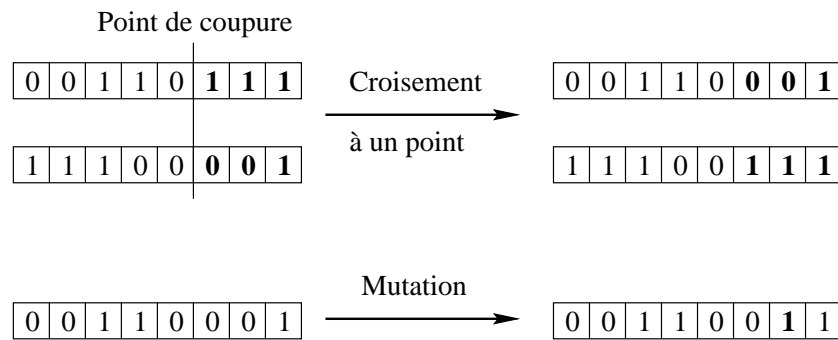 Point de coupure
0 0 1 1 0 1 1 1 Croisement 0 0 1 1 0 0 0 1
à un point
1 1 1 0 0 0 0 1 1 1 1 0 0 1 1 1
Mutation
0 0 1 1 0 0 0 1 0 0 1 1 0 0 1 1